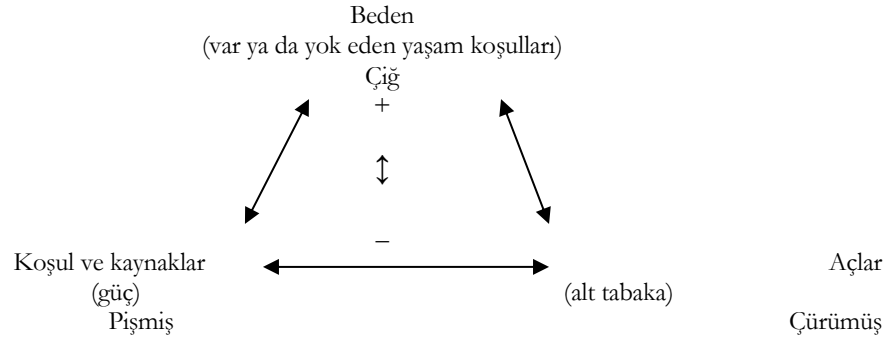 Beden
(var ya da yok eden yaşam koşulları)
Çiğ
+
–
Koşul ve kaynaklar Açlar
(güç) (alt tabaka)
Pişmiş Çürümüş